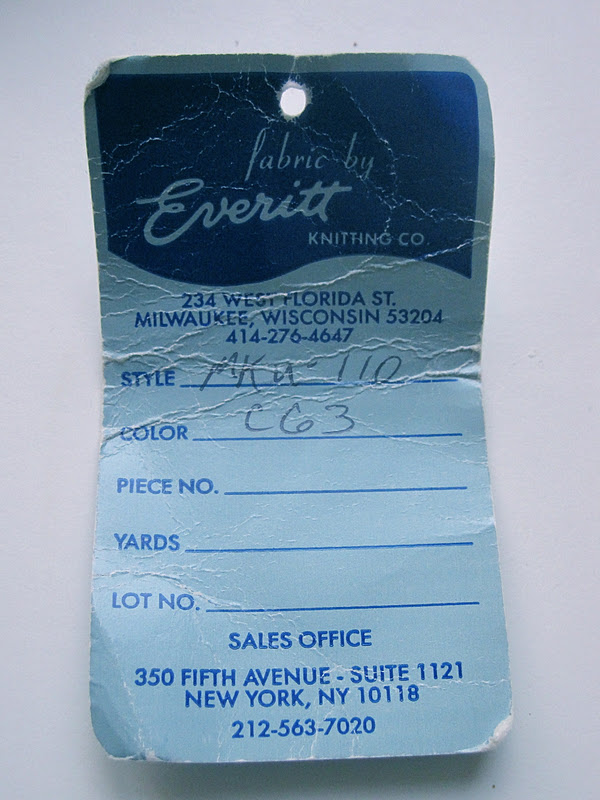 fabric by
Everitt
KNITTING CO.
234 WEST FLORIDA ST.
MILWAUKEE, WISCONSIN 53204
414-276-4647
STYLE 110
COLOR C63
PIECE NO.
YARDS
LOT NO.
SALES OFFICE
350 FIFTH AVENUE - SUITE 1121
NEW YORK, NY 10118
212-563-7020